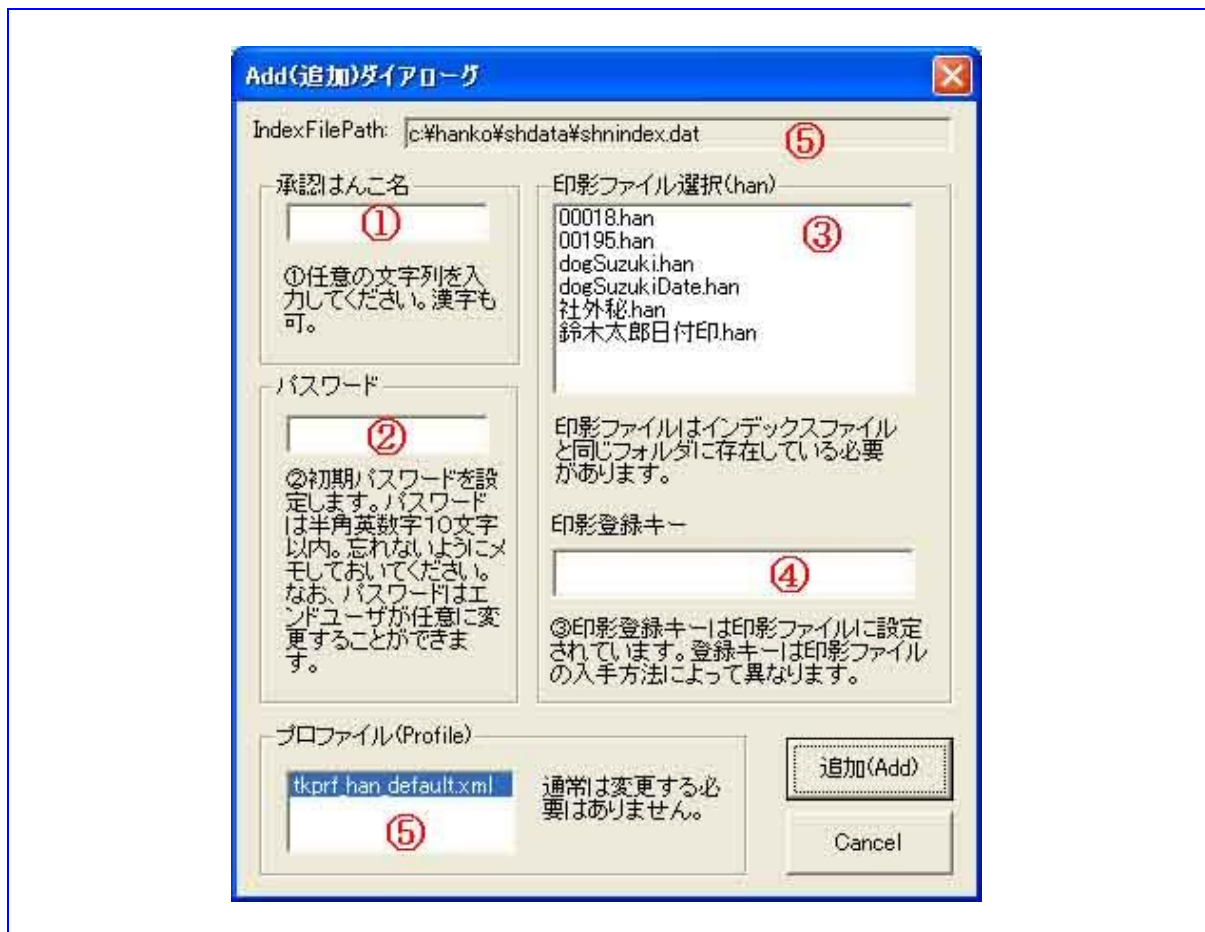 Add(追加)ダイアローグ
IndexFilePath: c:¥hanko¥shdata¥shnindex.dat
⑤
承認はんこ名
①
①任意の文字列を入
力してください。漢字も
可。
パスワード
②
②初期パスワードを設
定します。パスワード
は半角英数字10文字
以内。忘れないようにメ
モしておいてください。
なお、パスワードはエ
ンドユーザが任意に変
更することができま
す。
印影ファイル選択(han)
③
00018.han
00195.han
dogSuzuki.han
dogSuzukiDate.han
社外秘.han
鈴木太郎日付印.han
印影ファイルはインデックスファイル
と同じフォルダに存在している必要
があります。
印影登録キー
④
③印影登録キーは印影ファイルに設定
されています。登録キーは印影ファイル
の入手方法によって異なります。
プロファイル(Profile)
tkprf_han_default.xml
⑤
通常は変更する必
要はありません。
追加(Add)
Cancel